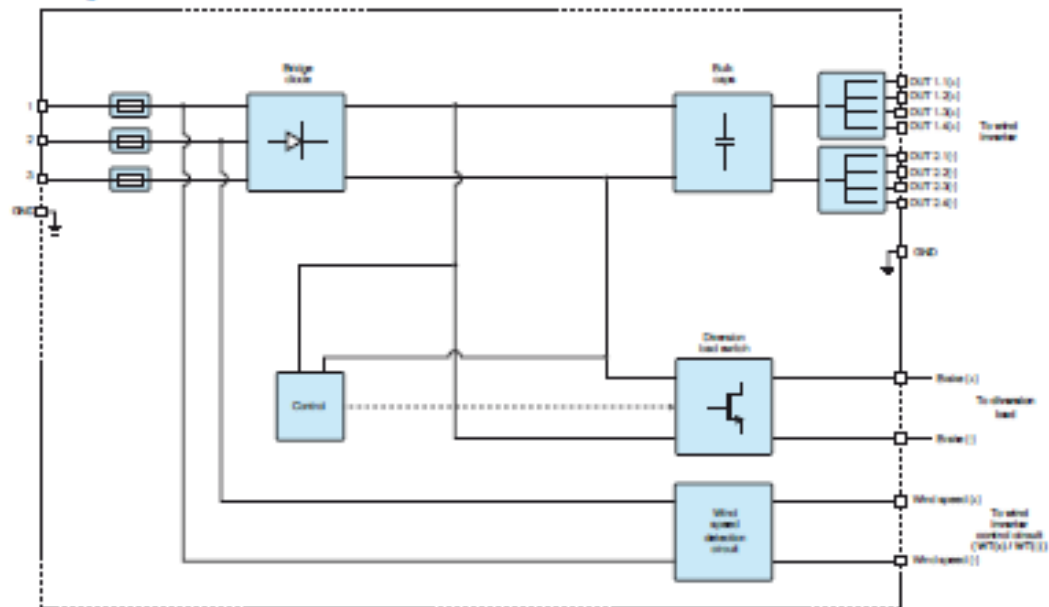 Bridge
diode
Bulk
caps
1
2
3
GND
OUT 1.1(+)
OUT 1.2(+)
OUT 1.3(+)
OUT 1.4(+)
To wind
inverter
OUT 2.1(-)
OUT 2.2(-)
OUT 2.3(-)
OUT 2.4(-)
GND
Diversion
load switch
Control
Brake (+)
To diversion
load
Brake (-)
Wind
speed
detection
circuit
Wind speed (+)
To wind
inverter
control circuit
(WT(+) / WT(-))
Wind speed (-)